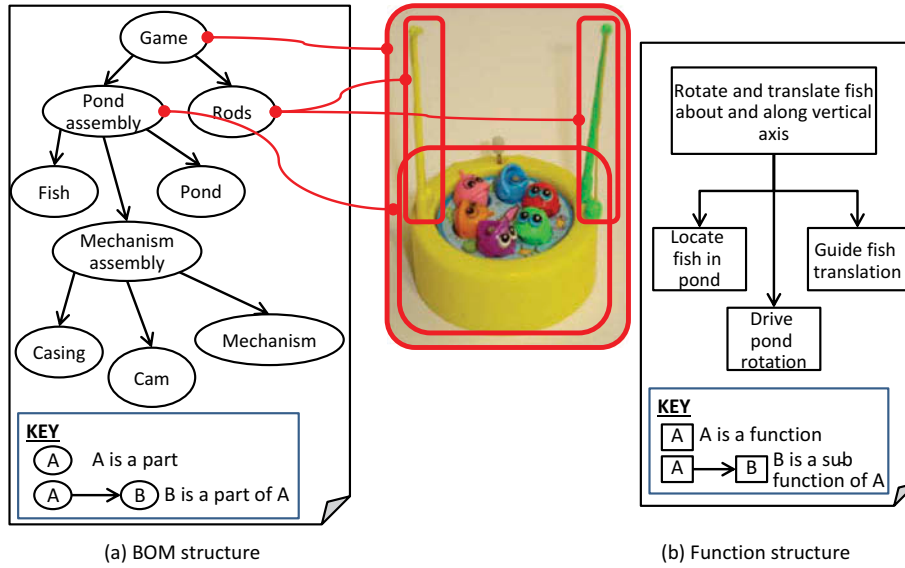 Game
Pond
assembly
Rods
Fish
Pond
Mechanism
assembly
Casing
Cam
Mechanism
KEY
A A is a part
A B B is a part of A
(a) BOM structure
Rotate and translate fish
about and along vertical
axis
Locate
fish in
pond
Guide fish
translation
Drive
pond
rotation
KEY
A A is a function
A B B is a sub
function of A
(b) Function structure